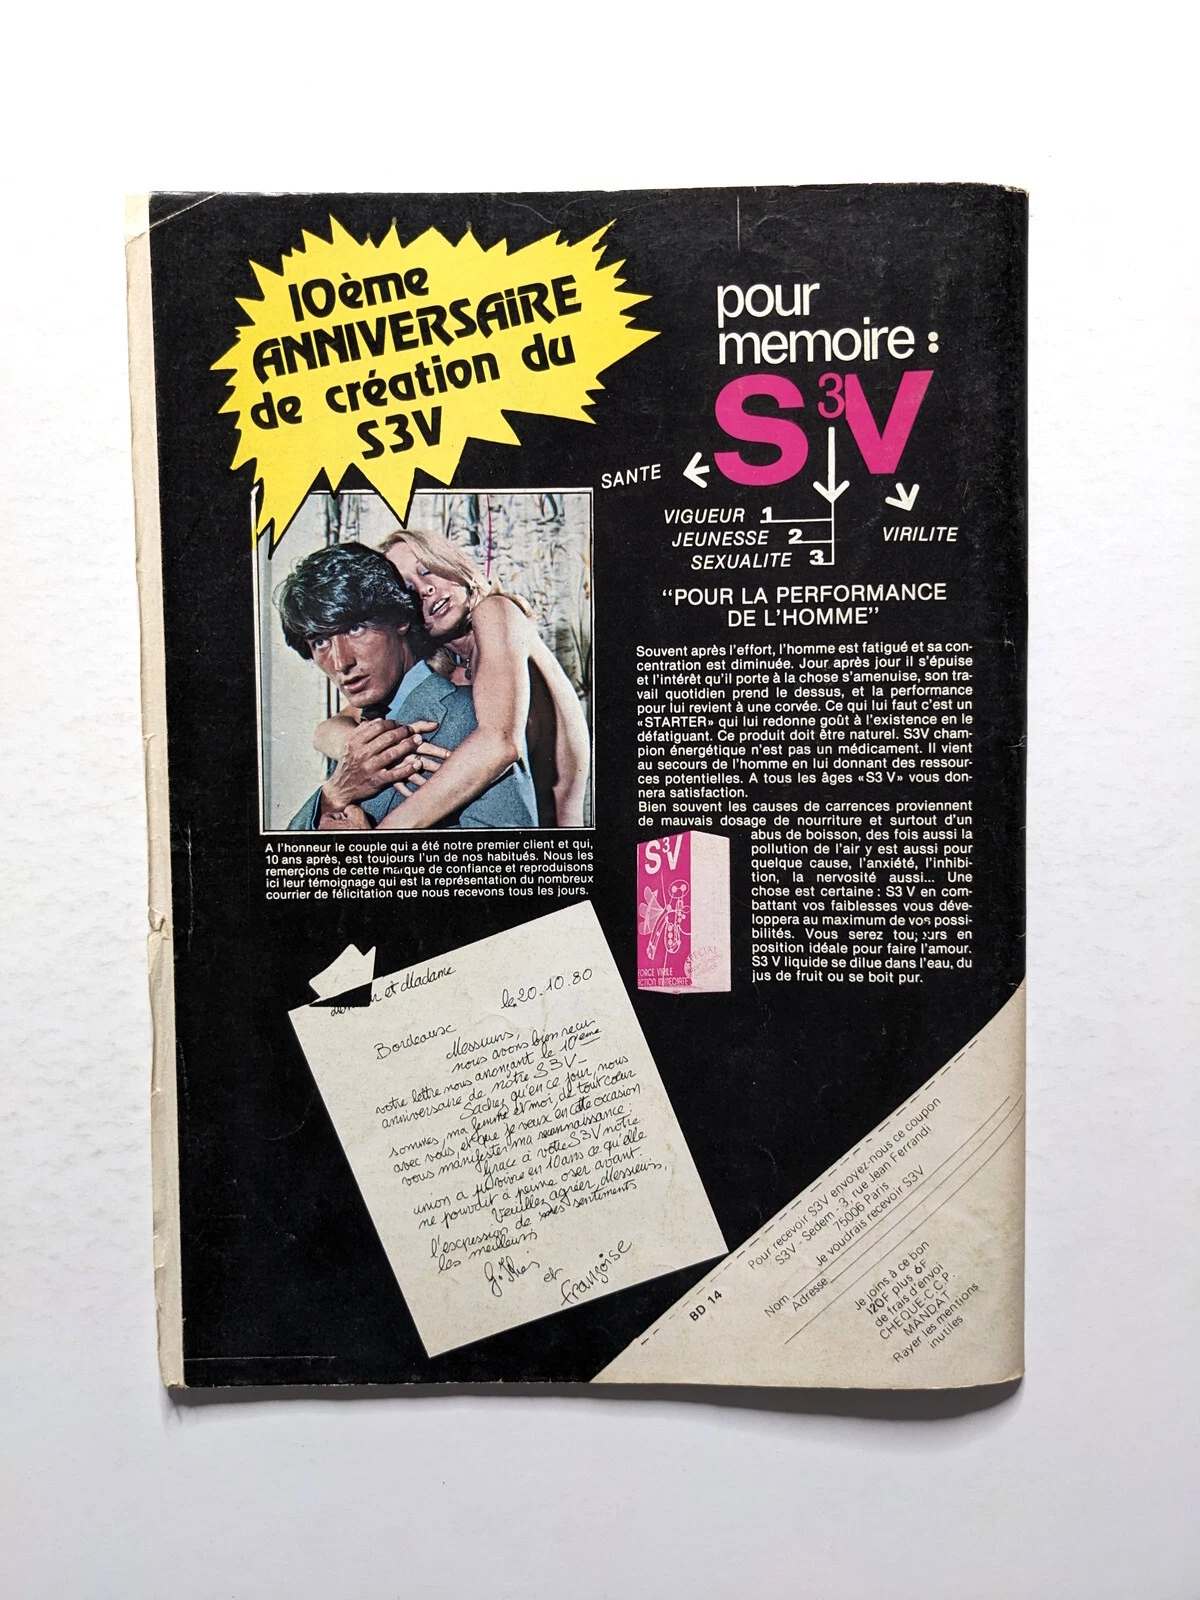 10ème
ANNIVERSAIRE
de création du
S3V
pour
memoire :
S3V
SANTE
VIGUEUR 1
JEUNESSE 2
SEXUALITE 3
VIRILITE
“POUR LA PERFORMANCE
DE L’HOMME”
Souvent après l’effort, l’homme est fatigué et sa con-
centration est diminuée. Jour après jour il s’épuise
et l’intérêt qu’il porte à la chose s’amenuise, son tra-
vail quotidien prend le dessus, et la performance
pour lui revient à une corvée. Ce qui lui faut c’est un
«STARTER» qui lui redonne goût à l’existence en le
défatiguant. Ce produit doit être naturel. S3V cham-
pion énergétique n’est pas un médicament. Il vient
au secours de l’homme en lui donnant des ressour-
ces potentielles. A tous les âges «S3 V» vous don-
nera satisfaction.
Bien souvent les causes de carrences proviennent
de mauvais dosage de nourriture et surtout d’un
abus de boisson, des fois aussi la
pollution de l’air y est aussi pour
quelque cause, l’anxiété, l’inhibi-
tion, la nervosité aussi... Une
chose est certaine : S3 V en com-
battant vos faiblesses vous déve-
loppera au maximum de vos possi-
bilités. Vous serez toujours en
position idéale pour faire l’amour.
S3 V liquide se dilue dans l’eau, du
jus de fruit ou se boit pur.
S3V
FORCE VIRILE
ACTION IMMEDIATE
A l’honneur le couple qui a été notre premier client et qui,
10 ans après, est toujours l’un de nos habitués. Nous les
remerçions de cette marque de confiance et reproduisons
ici leur témoignage qui est la représentation du nombreux
courrier de félicitation que nous recevons tous les jours.
et Madame
le 20.10.80
Bordeaux
Messieurs,
nous avons bien reçu
votre lettre nous anonçant le 10ème
anniversaire de notre S3V-
Sachez qu’en ce jour, nous
sommes, ma femme et moi, de tout cœur
avec vous, et que je veux en cette occasion
vous manifester ma reconnaissance.
Grace à votre S3V notre
union a pu vivre en 10 ans ce qu’elle
ne pouvait à peine oser avant.
Veuillez agréer, Messieurs,
l’expression de mes sentiments
les meilleurs
et
Françoise
BD 14
Pour recevoir S3V envoyez-nous ce coupon
S3V - Sedem - 3, rue Jean Ferrandi
75006 Paris
Je voudrais recevoir S3V
Nom
Adresse
Je joins à ce bon
120F plus 6F
de frais d’envoi
CHEQUE-C.C.P.
MANDAT
Rayer les mentions
inutiles